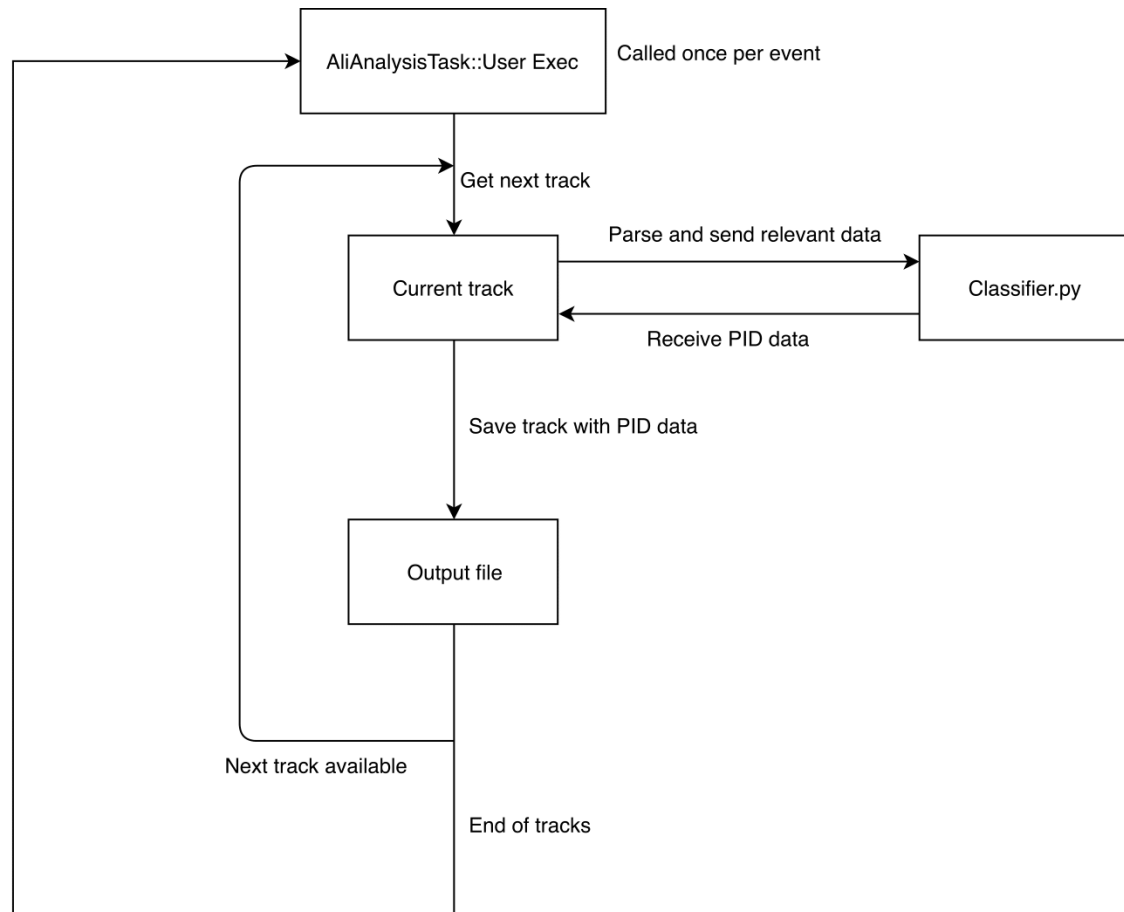 AliAnalysisTask::User Exec
Called once per event
Get next track
Parse and send relevant data
Current track
Classifier.py
Receive PID data
Save track with PID data
Output file
Next track available
End of tracks